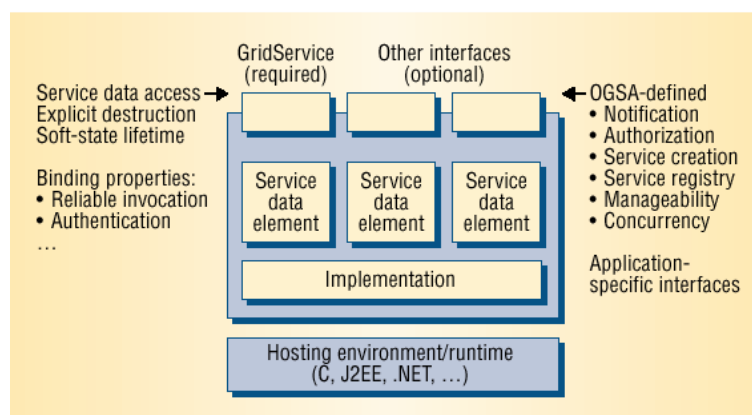 GridService
(required)
Other interfaces
(optional)
Service data access
Explicit destruction
Soft-state lifetime
Binding properties:
• Reliable invocation
• Authentication
…
Service
data
element
Service
data
element
Service
data
element
Implementation
OGSA-defined
• Notification
• Authorization
• Service creation
• Service registry
• Manageability
• Concurrency
Application-
specific interfaces
Hosting environment/runtime
(C, J2EE, .NET, …)